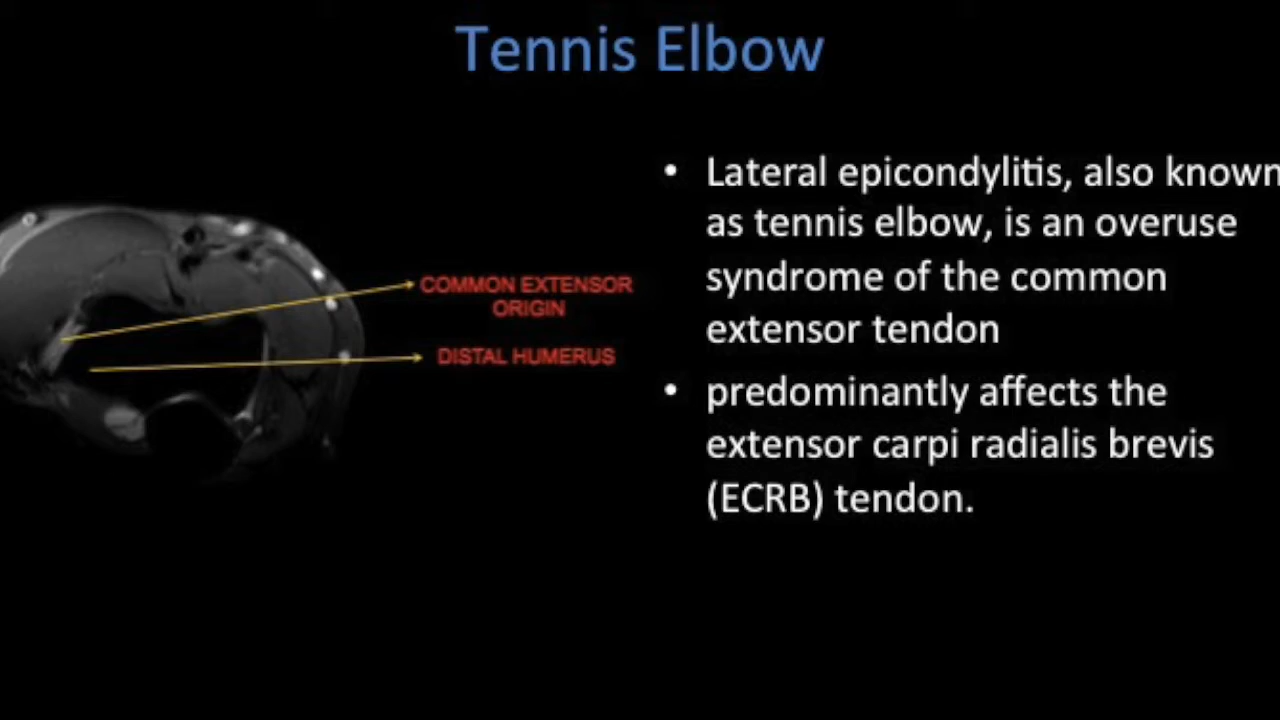 Tennis Elbow
COMMON EXTENSOR
ORIGIN
DISTAL HUMERUS
• Lateral epicondylitis, also known
as tennis elbow, is an overuse
syndrome of the common
extensor tendon
• predominantly affects the
extensor carpi radialis brevis
(ECRB) tendon.